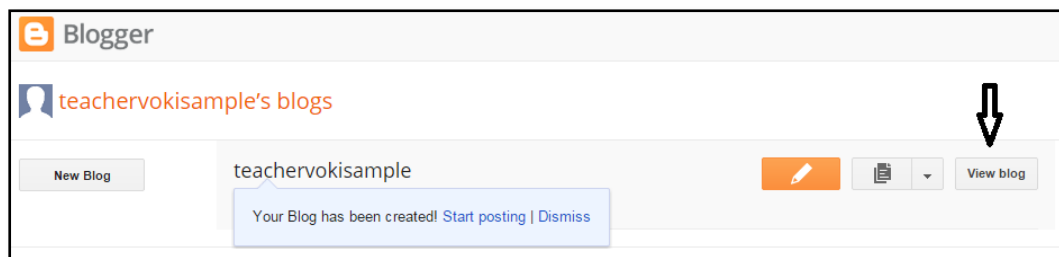 Blogger
teachervokisample's blogs
New Blog
teachervokisample
View blog
Your Blog has been created! Start posting | Dismiss